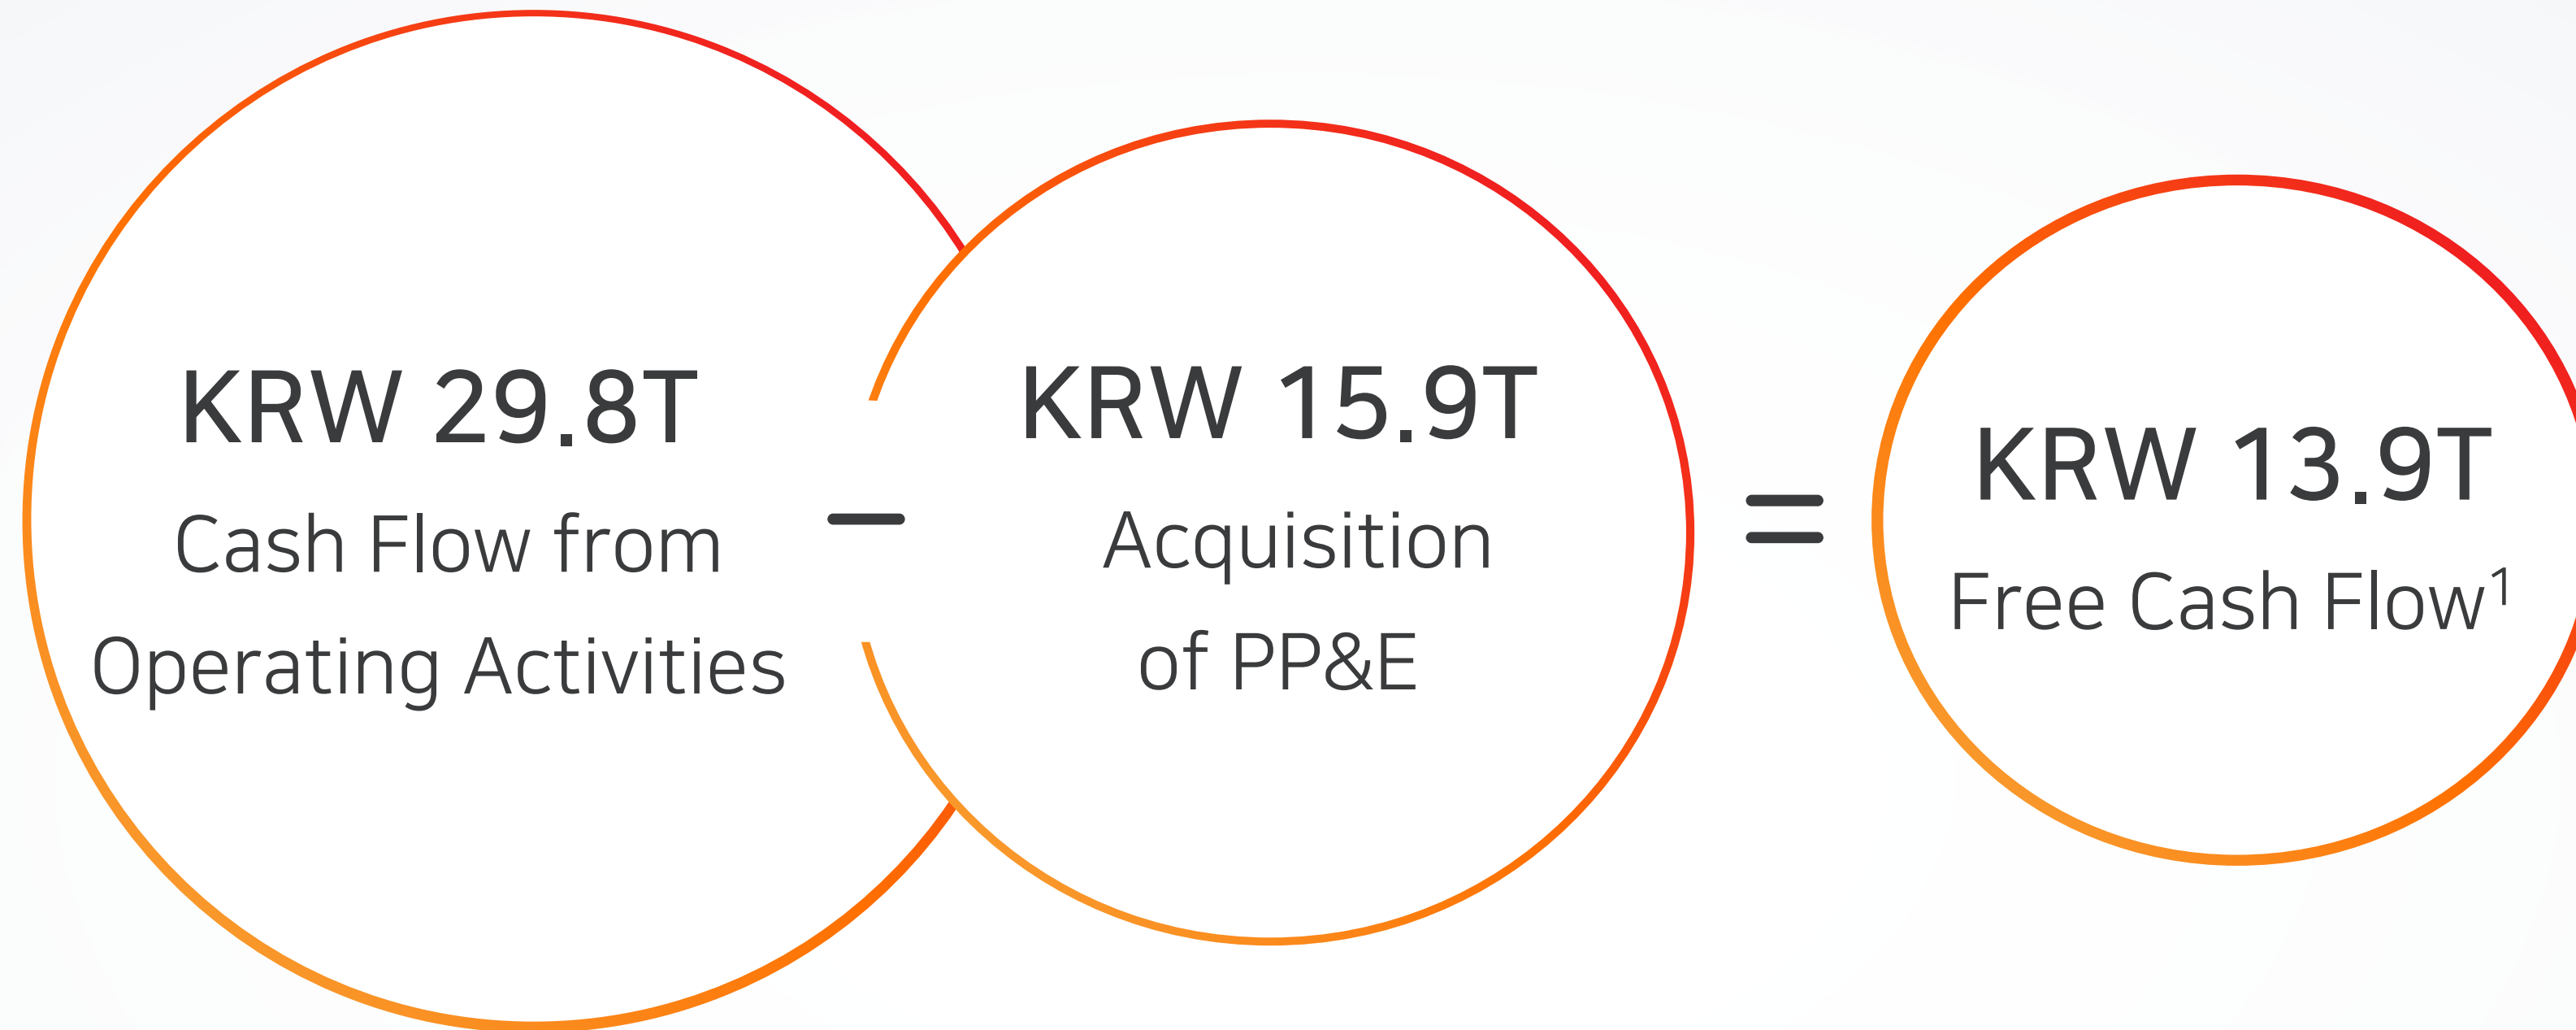 KRW 29.8T
Cash Flow from
Operating Activities
–
KRW 15.9T
Acquisition
of PP&E
=
KRW 13.9T
Free Cash Flow¹